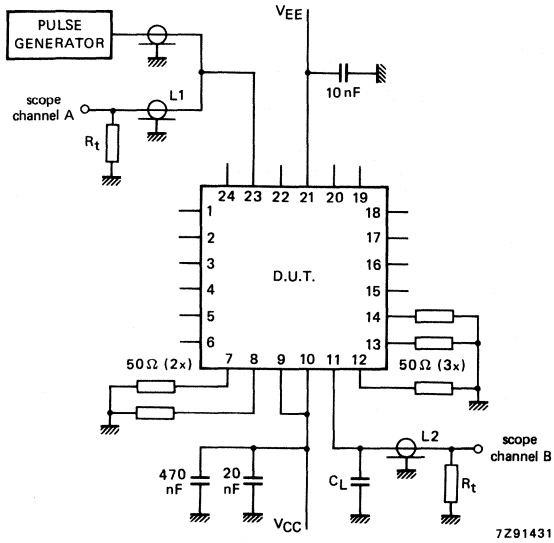 PULSE
GENERATOR
VEE
10 nF
scope
channel A
L1
Rt
24 23 22 21 20 19
1
2
3
4
5
6
18
17
16
15
14
13
D.U.T.
7 8 9 10 11 12
50Ω (2x)
50Ω (3x)
470
nF
20
nF
CL
L2
scope
channel B
Rt
VCC
7Z91431